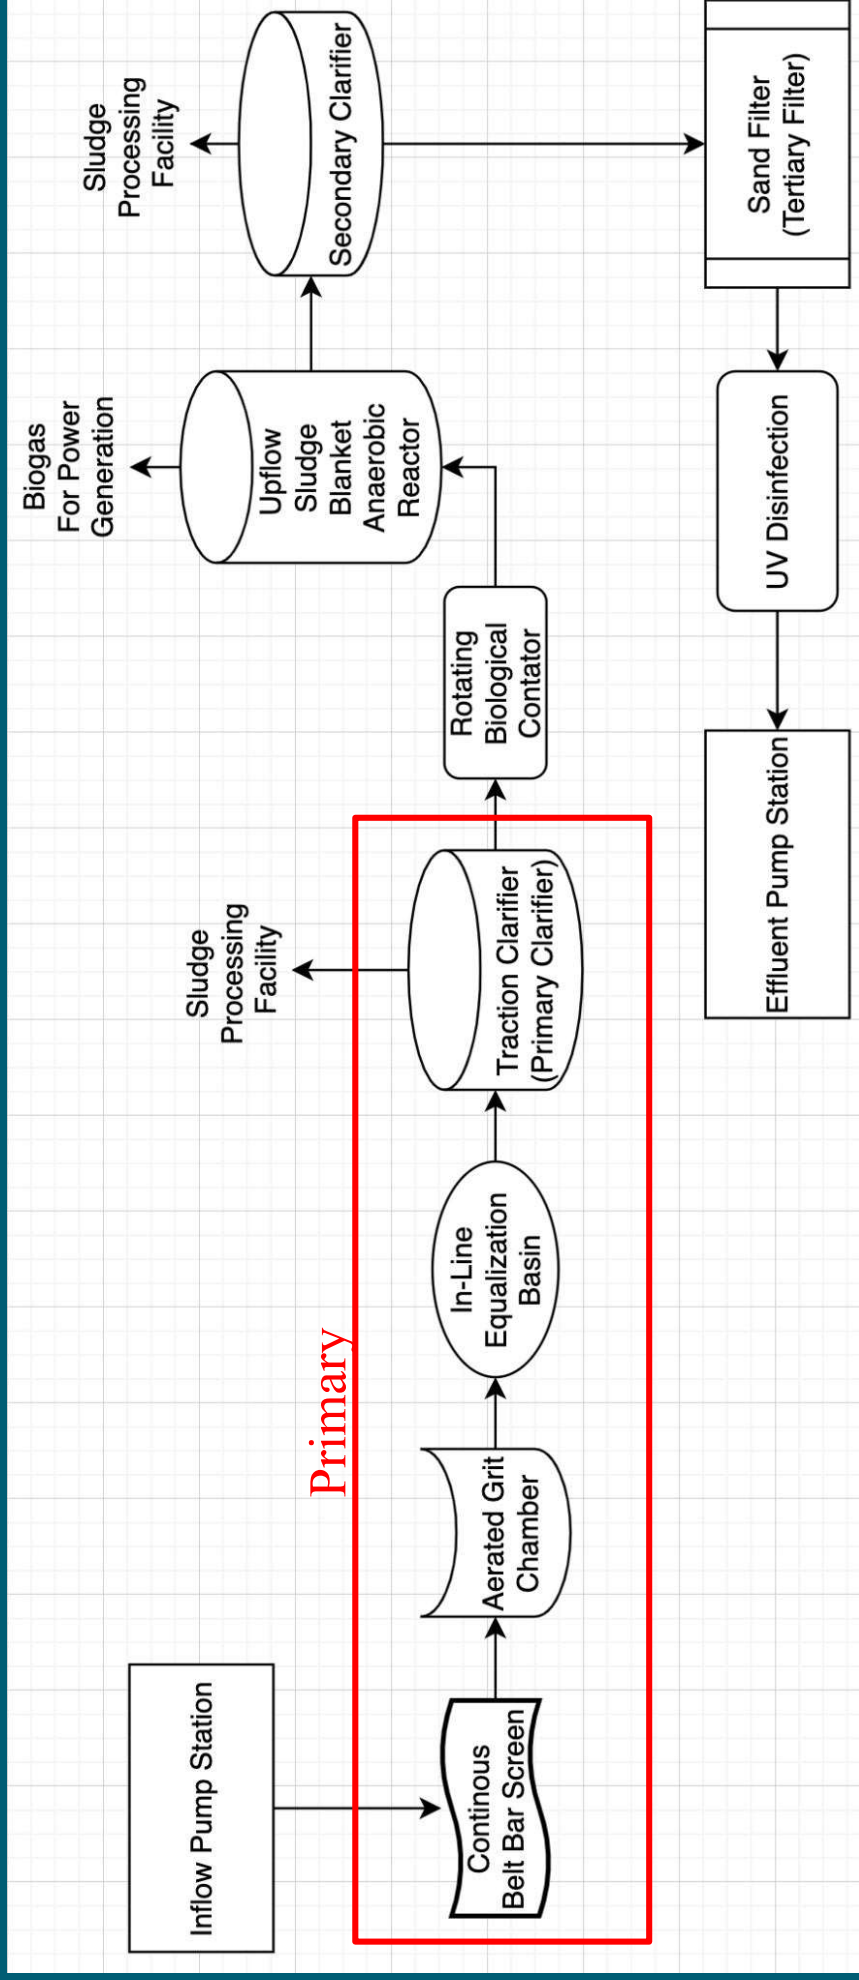 Inflow Pump Station
Primary
Continous
Belt Bar Screen
Aerated Grit
Chamber
In-Line
Equalization
Basin
Traction Clarifier
(Primary Clarifier)
Sludge
Processing
Facility
Rotating
Biological
Contator
Upflow
Sludge
Blanket
Anaerobic
Reactor
Biogas
For Power
Generation
Secondary Clarifier
Sludge
Processing
Facility
Sand Filter
(Tertiary Filter)
UV Disinfection
Effluent Pump Station